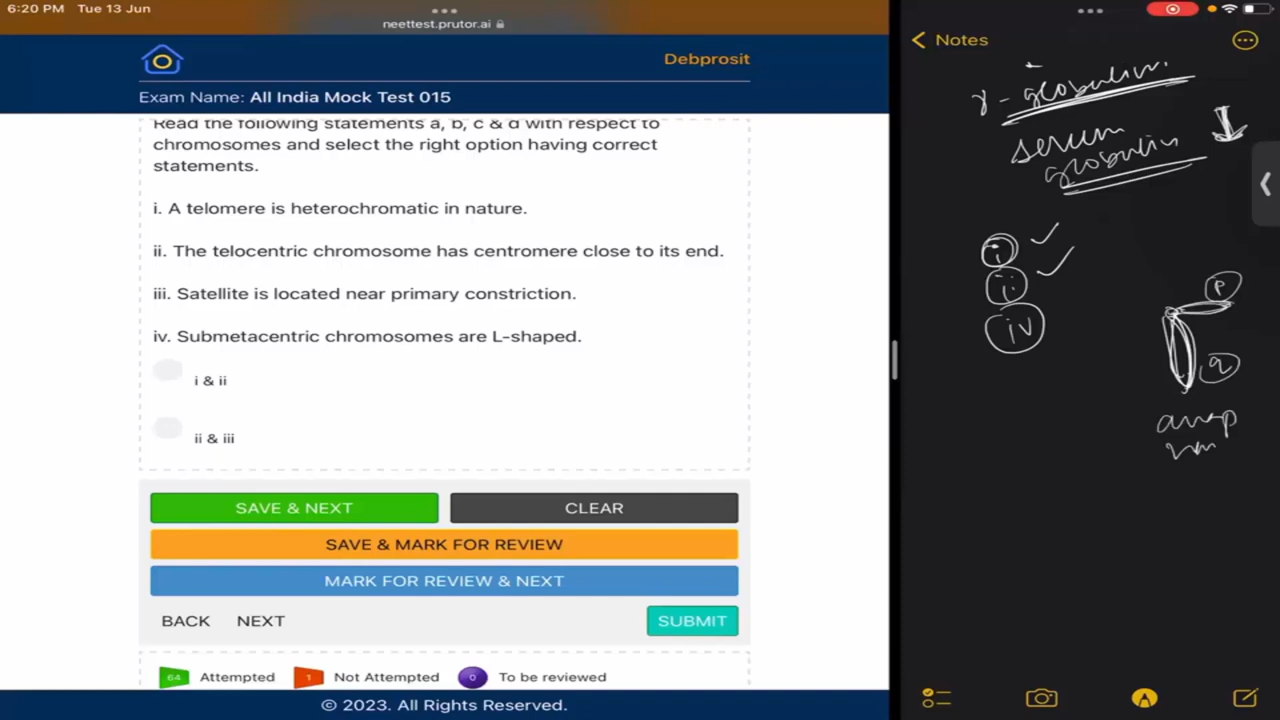 6:20 PM Tue 13 Jun
neettest.prutor.ai
Debprosit
Exam Name: All India Mock Test 015
Read the following statements a, b, c & d with respect to
chromosomes and select the right option having correct
statements.
i. A telomere is heterochromatic in nature.
ii. The telocentric chromosome has centromere close to its end.
iii. Satellite is located near primary constriction.
iv. Submetacentric chromosomes are L-shaped.
i & ii
ii & iii
SAVE & NEXT
CLEAR
SAVE & MARK FOR REVIEW
MARK FOR REVIEW & NEXT
BACK
NEXT
SUBMIT
64 Attempted
1 Not Attempted
0 To be reviewed
© 2023. All Rights Reserved.
Notes
γ - globulin
serum
globulin
i
ii
iv
p
q